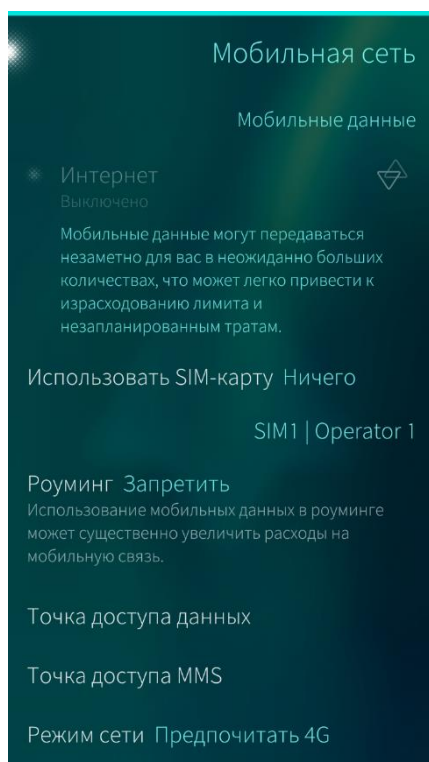 Мобильная сеть
Мобильные данные
Интернет
Выключено
Мобильные данные могут передаваться
незаметно для вас в неожиданно больших
количествах, что может легко привести к
израсходованию лимита и
незапланированным тратам.
Использовать SIM-карту Ничего
SIM1 | Operator 1
Роуминг Запретить
Использование мобильных данных в роуминге
может существенно увеличить расходы на
мобильную связь.
Точка доступа данных
Точка доступа MMS
Режим сети Предпочитать 4G